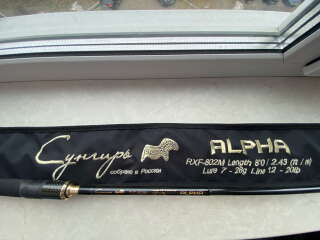 Сунгирь
собрано в России
ALPHA
RXF-802M Length 8'0/2.43 (ft/m)
Lure 7-28g Line 12-20lb